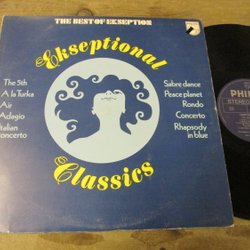 THE BEST OF EKSEPTION
Ekseptional
The 5th
A la Turka
Air
Adagio
Italian
Concerto
Sabre dance
Peace planet
Rondo
Concerto
Rhapsody
in blue
Classics
PHIL
STEREO